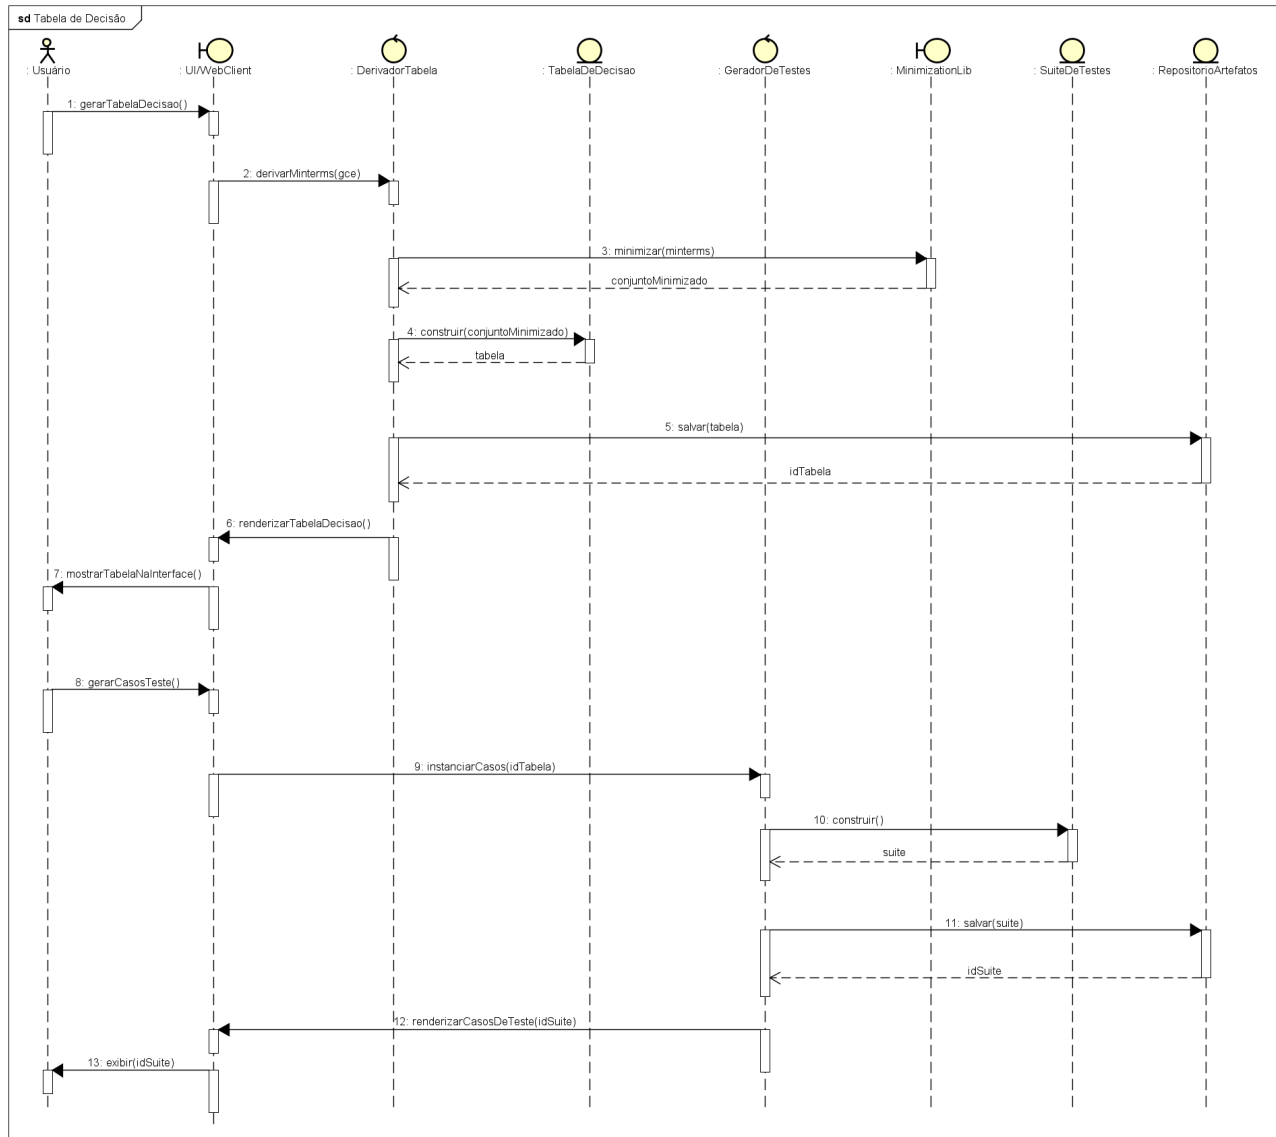 sd Tabela de Decisão
: Usuário
: UI/WebClient
: DerivadorTabela
: TabelaDeDecisao
: GeradorDeTestes
: MinimizationLib
: SuiteDeTestes
: RepositorioArtefatos
1: gerarTabelaDecisao()
2: derivarMinterms(gce)
3: minimizar(minterms)
conjuntoMinimizado
4: construir(conjuntoMinimizado)
tabela
5: salvar(tabela)
idTabela
6: renderizarTabelaDecisao()
7: mostrarTabelaNaInterface()
8: gerarCasosTeste()
9: instanciarCasos(idTabela)
10: construir()
suite
11: salvar(suite)
idSuite
12: renderizarCasosDeTeste(idSuite)
13: exibir(idSuite)